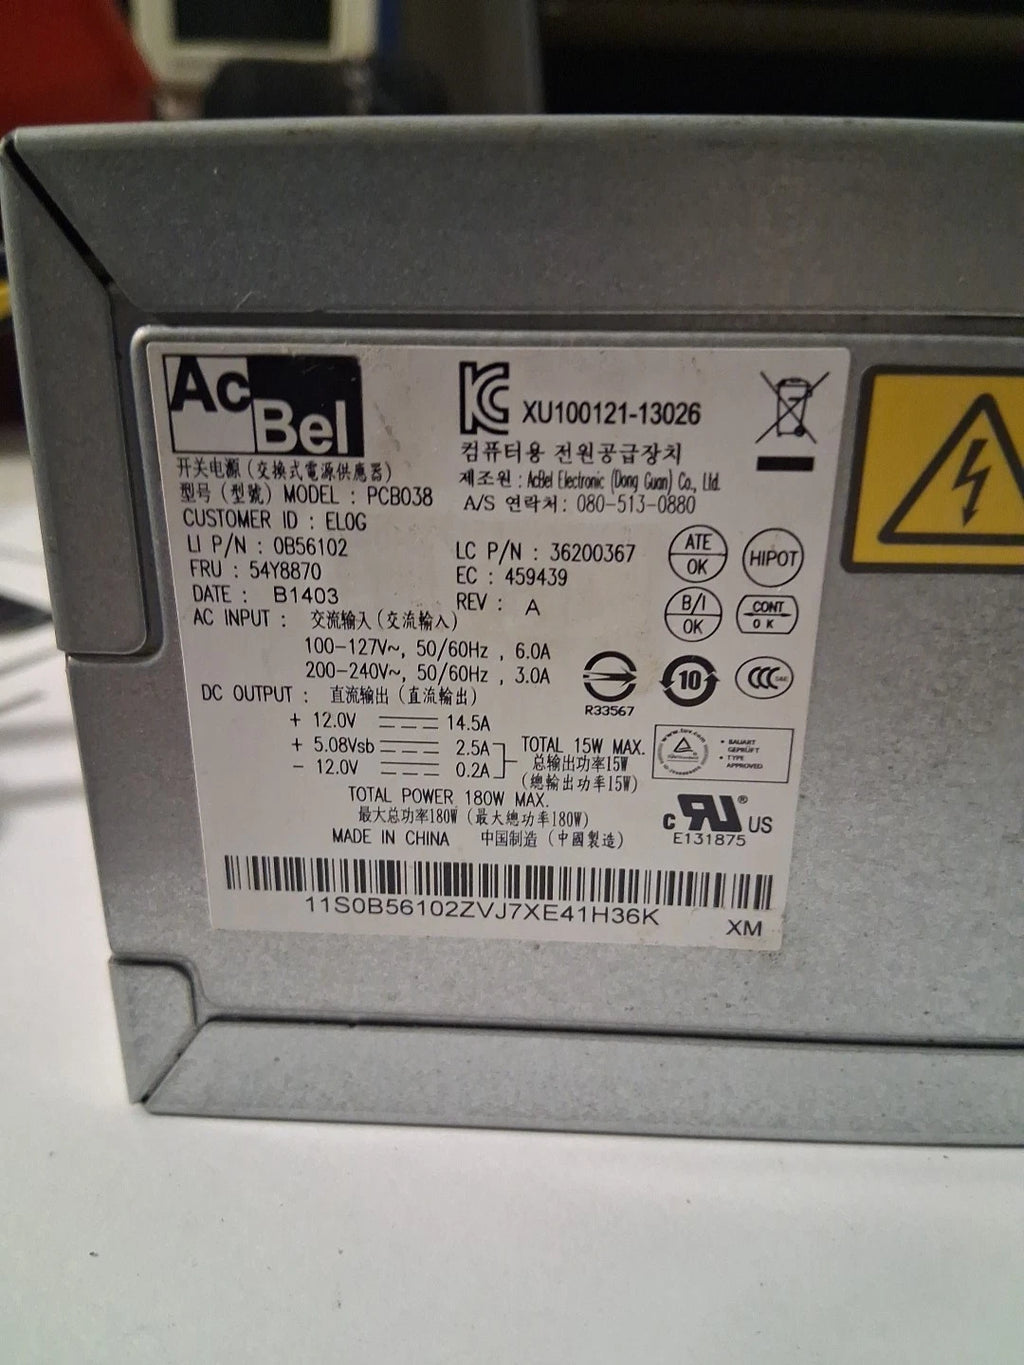 AcBel
XU100121-13026
컴퓨터용 전원공급장치
제조원 : AcBel Electronic (Dong Guan) Co., Ltd.
A/S 연락처: 080-513-0880
开关电源 (交換式電源供應器)
型号 (型號) MODEL : PCB038
CUSTOMER ID : ELOG
LI P/N : 0B56102
LC P/N : 36200367
FRU : 54Y8870
EC : 459439
DATE : B1403
REV : A
ATE OK
HIPOT
B/I OK
CONT OK
AC INPUT : 交流输入 (交流輸入)
100-127V~, 50/60Hz , 6.0A
200-240V~, 50/60Hz , 3.0A
R33567
10
DC OUTPUT : 直流输出 (直流輸出)
+ 12.0V 14.5A
+ 5.08Vsb 2.5A
- 12.0V 0.2A
TOTAL 15W MAX.
总输出功率15W
(總輸出功率15W)
www.tuv.com
• BAUART GEPRÜFT
• TYPE APPROVED
TOTAL POWER 180W MAX.
最大总功率180W (最大總功率180W)
MADE IN CHINA 中国制造 (中國製造)
c RU® US
E131875
11S0B56102ZVJ7XE41H36K
XM